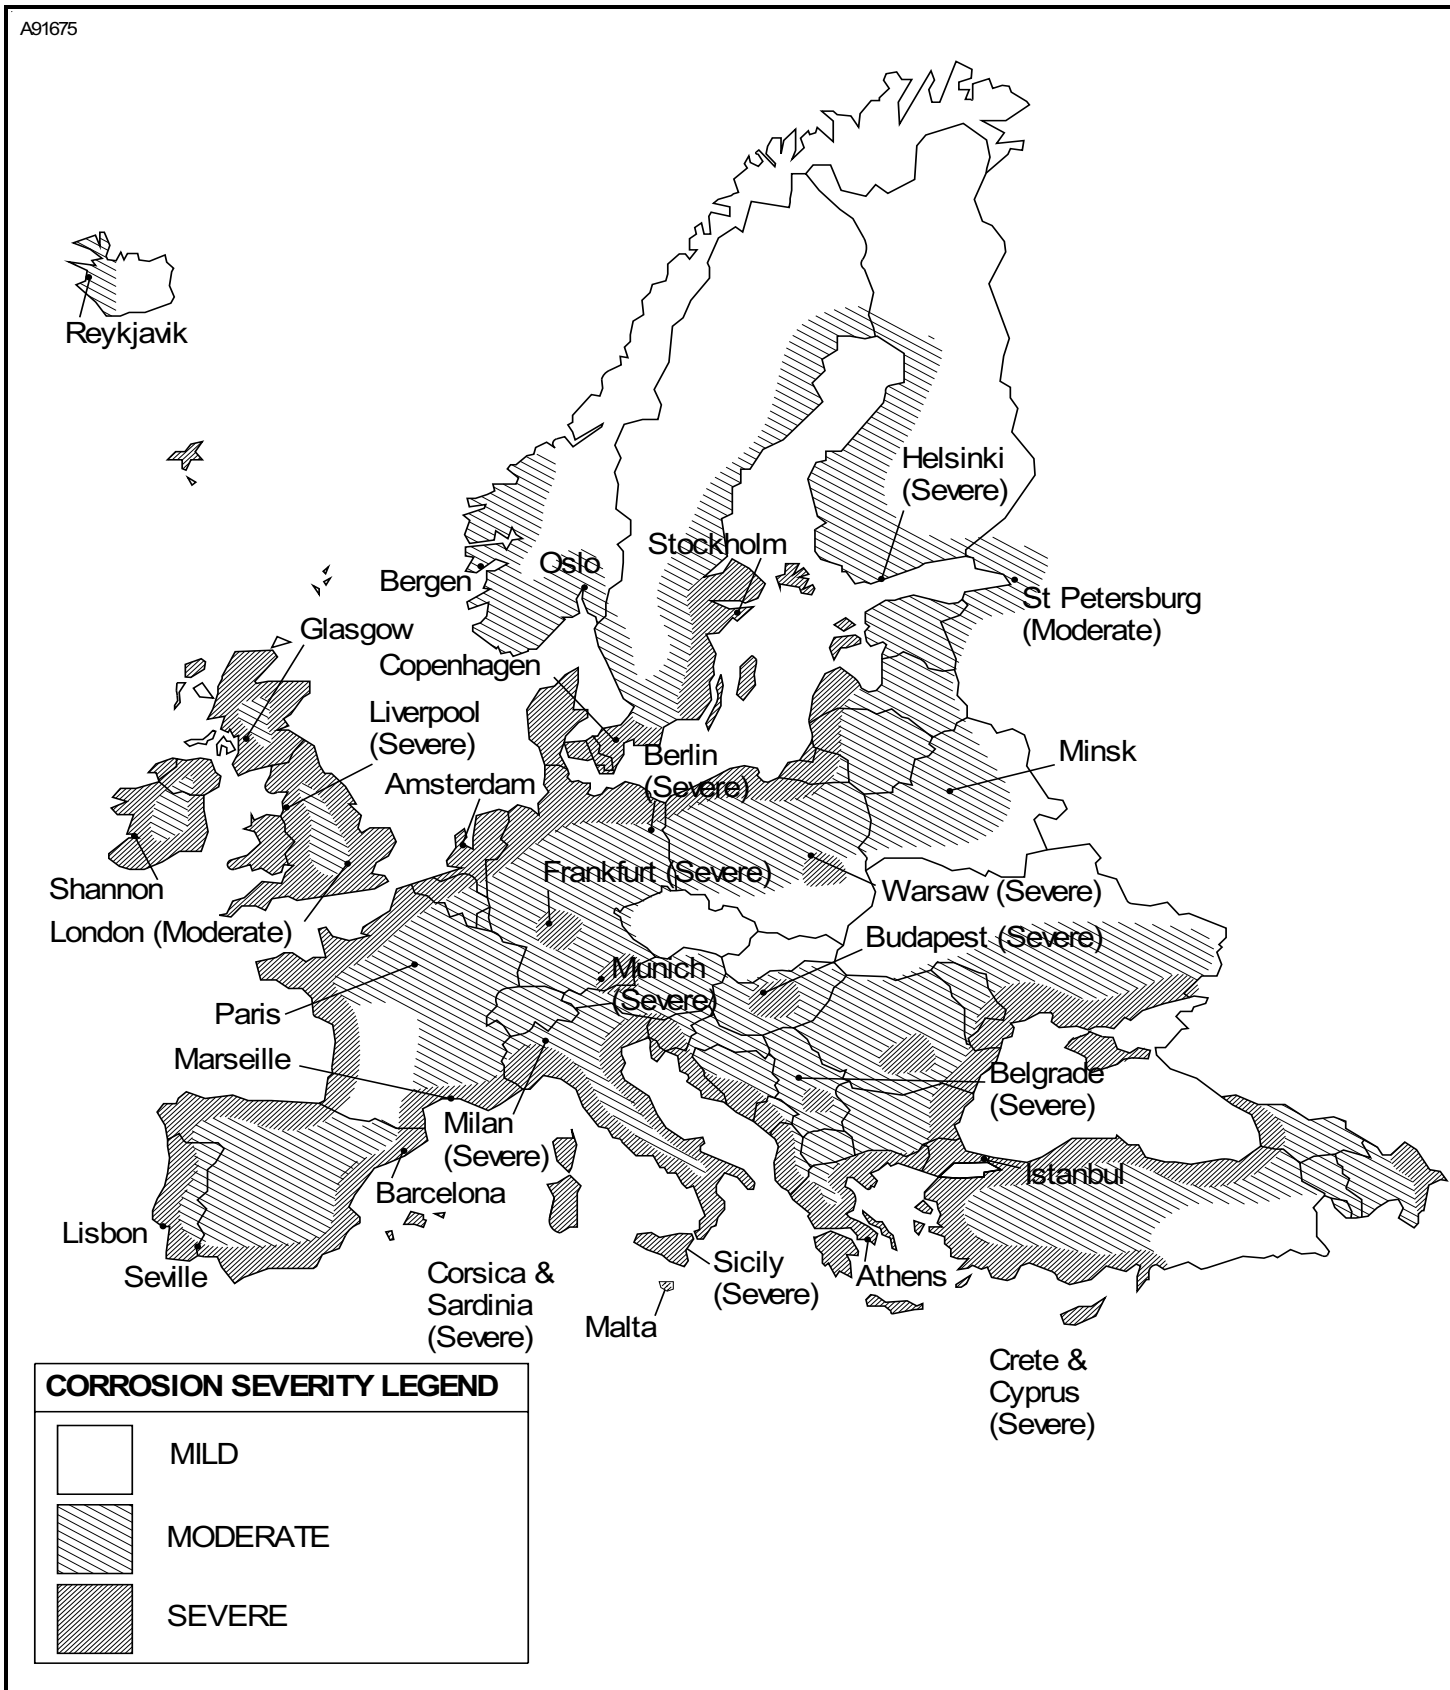 A91675
Reykjavik
Helsinki
(Severe)
Stockholm
Oslo
Bergen
St Petersburg
(Moderate)
Glasgow
Copenhagen
Liverpool
(Severe)
Berlin
(Severe)
Minsk
Amsterdam
Frankfurt (Severe)
Shannon
Warsaw (Severe)
London (Moderate)
Budapest (Severe)
Munich
(Severe)
Paris
Marseille
Belgrade
(Severe)
Milan
(Severe)
Istanbul
Barcelona
Lisbon
Seville
Corsica &
Sardinia
(Severe)
Sicily
(Severe)
Athens
Malta
Crete &
Cyprus
(Severe)
CORROSION SEVERITY LEGEND
MILD
MODERATE
SEVERE